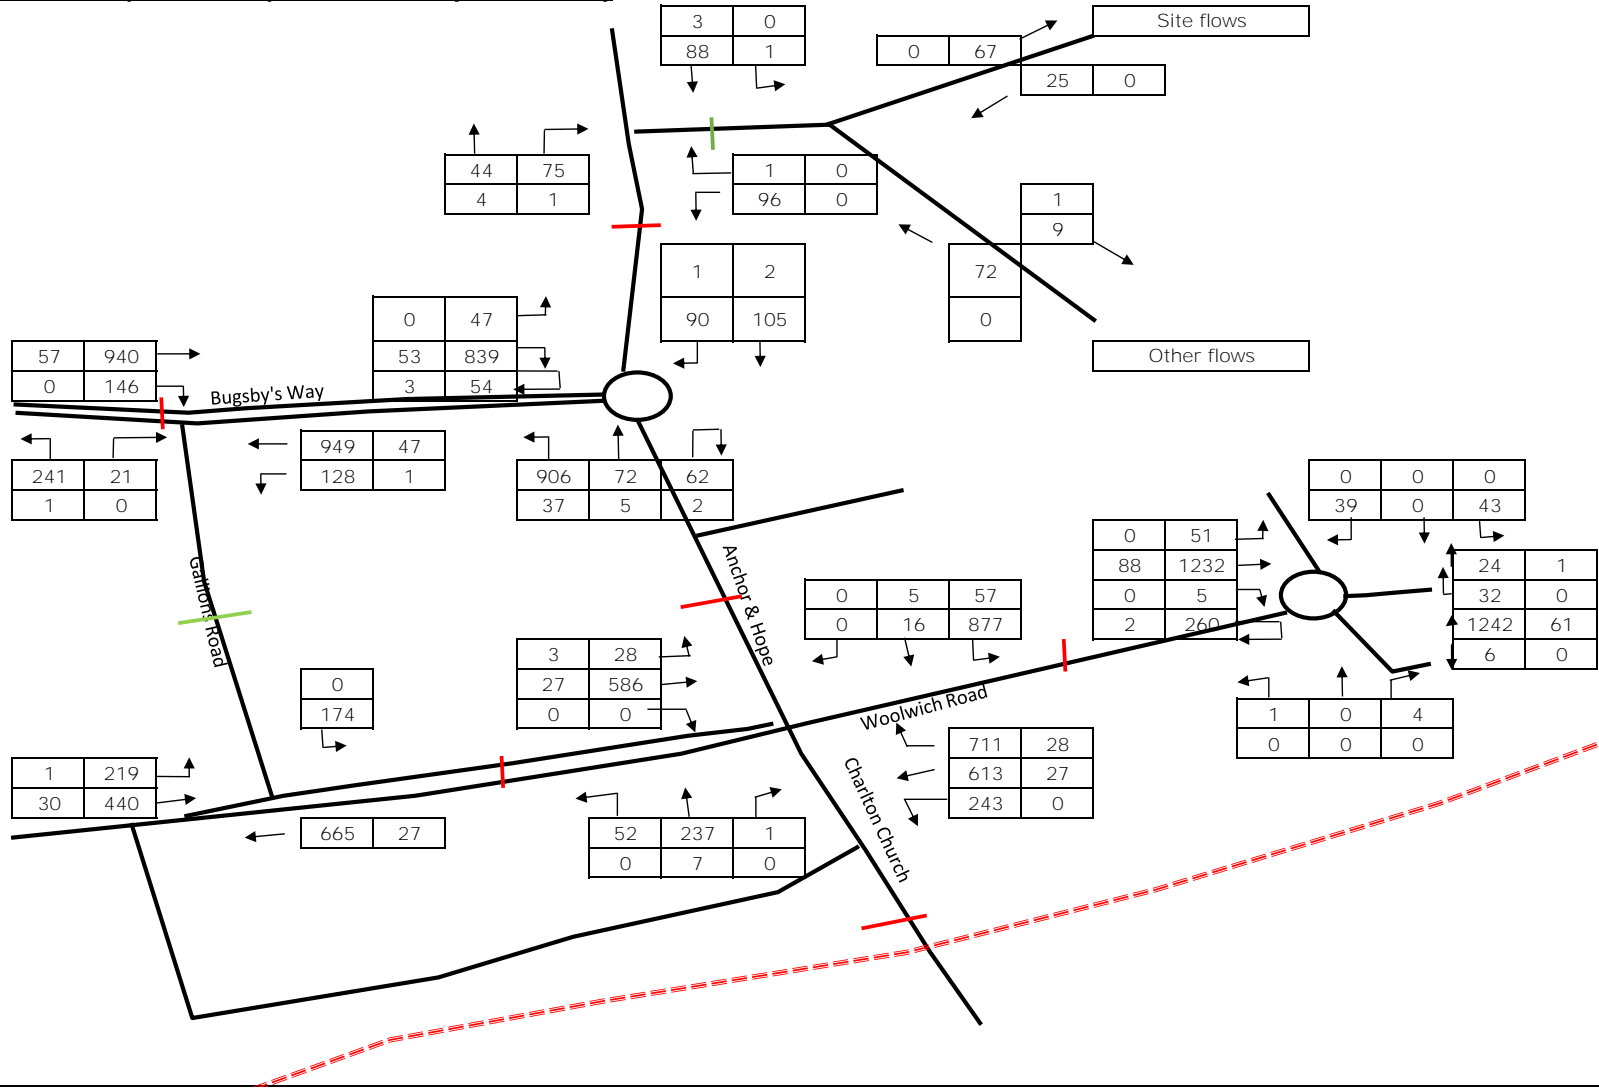 3 0
88 1
Site flows
0 67
25 0
44 75
4 1
1 0
96 0
1
9
72
0
1 2
90 105
Other flows
0 47
53 839
3 54
57 940
0 146
Bugsby's Way
949 47
128 1
241 21
1 0
906 72 62
37 5 2
0 0 0
39 0 43
0 51
88 1232
0 5
2 260
24 1
32 0
1242 61
6 0
Gallions Road
Anchor & Hope
0 5 57
0 16 877
3 28
27 586
0 0
0
174
Woolwich Road
1 0 4
0 0 0
711 28
613 27
243 0
Charlton Church
1 219
30 440
665 27
52 237 1
0 7 0